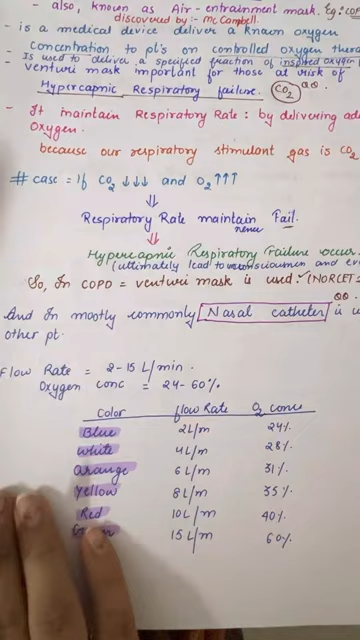 - also, known as Air - entrainment mask. Eg: COP
discovered by :- Mc Campbell.
- is a medical device deliver a known oxygen
concentration to pt's on controlled oxygen thera
- Is used to deliver a specified fraction of inspired oxygen
venturi mask important for those at risk of
Hypercapnic Respiratory failure. CO2 QQ.
- It maintain Respiratory Rate : by delivering ade
Oxygen.
because our respiratory stimulant gas is CO2
# case = If CO2 ↓↓↓ and O2 ↑↑↑
⇓
Respiratory Rate maintain Fail.
⇓
Hypercapnic Respiratory Failure occur.
(ultimately lead to and ev
So, In COPD = venturi mask is used. (NORCET =
QQ.
And In mostly commonly Nasal catheter is u
other pt.
Flow Rate = 2-15 L/min.
Oxygen conc = 24-60%.
Color flow Rate O2 conc
Blue 2L/m 24%
white 4L/m 28%
Orange 6L/m 31%
Yellow 8L/m 35%
Red 10L/m 40%
15L/m 60%